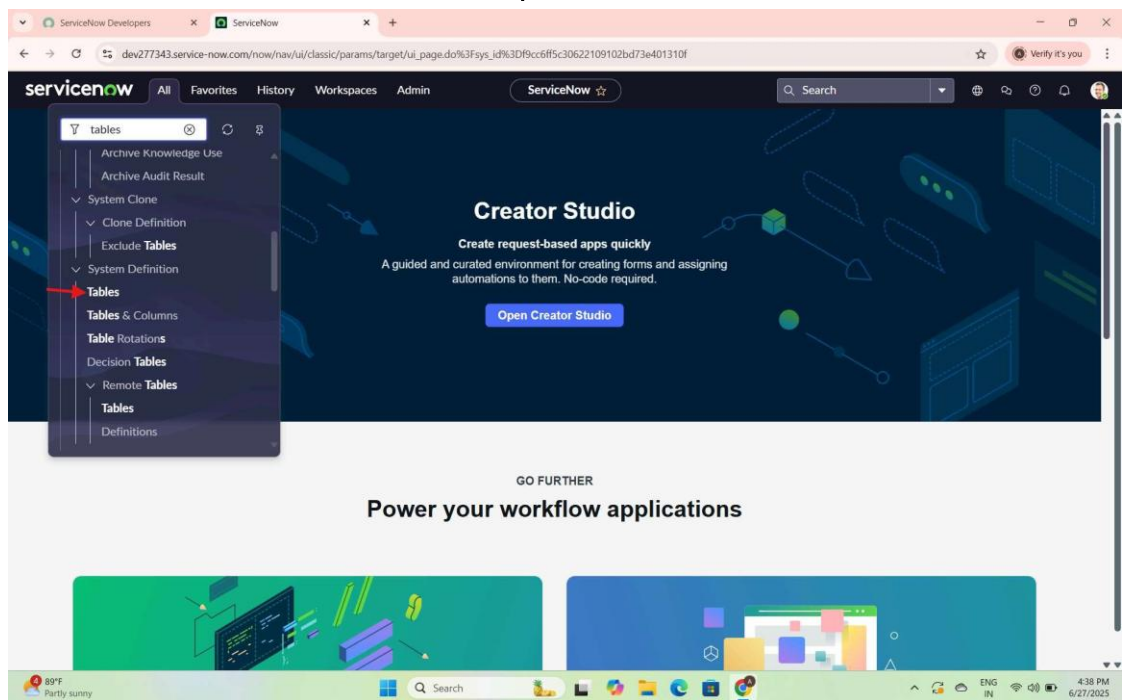 ServiceNow Developers
ServiceNow
dev277343.service-now.com/now/nav/ui/classic/params/target/ui_page.do%3Fsys_id%3Df9cc6ff5c30622109102bd73e401310f
Verify it's you
servicenow All Favorites History Workspaces Admin ServiceNow Search
tables
Archive Knowledge Use
Archive Audit Result
System Clone
Clone Definition
Exclude Tables
System Definition
Tables
Tables & Columns
Table Rotations
Decision Tables
Remote Tables
Tables
Definitions
Creator Studio
Create request-based apps quickly
A guided and curated environment for creating forms and assigning
automations to them. No-code required.
Open Creator Studio
GO FURTHER
Power your workflow applications
89°F
Partly sunny
Search
ENG
IN
4:38 PM
6/27/2025